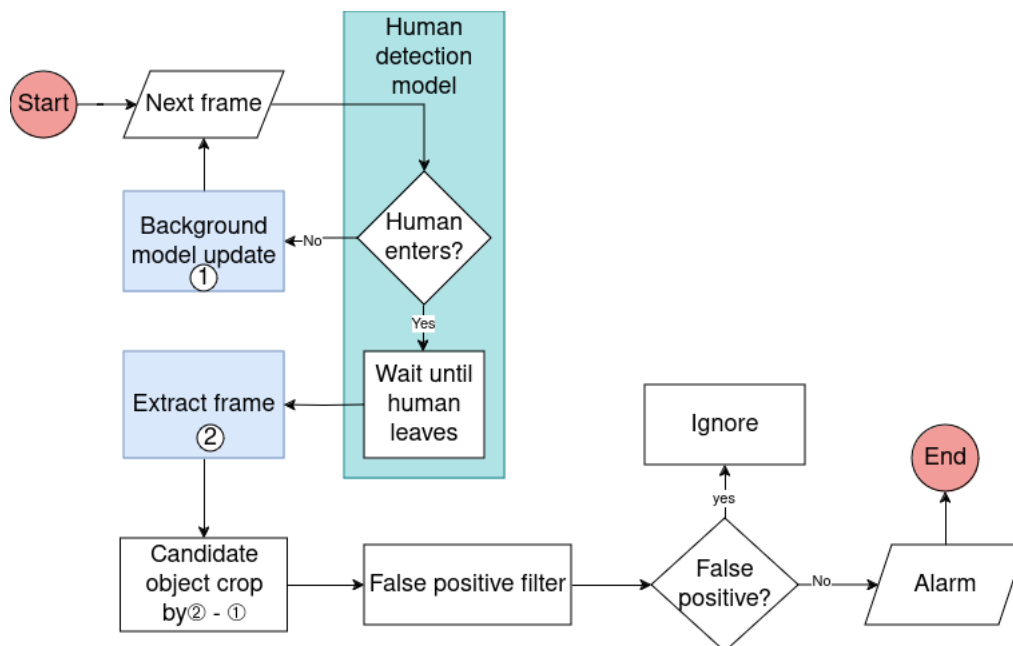 Human
detection
model
Start
Next frame
Human
enters?
No
Background
model update
①
Yes
Wait until
human
leaves
Extract frame
②
Ignore
End
yes
Candidate
object crop
by② - ①
False positive filter
False
positive?
No
Alarm